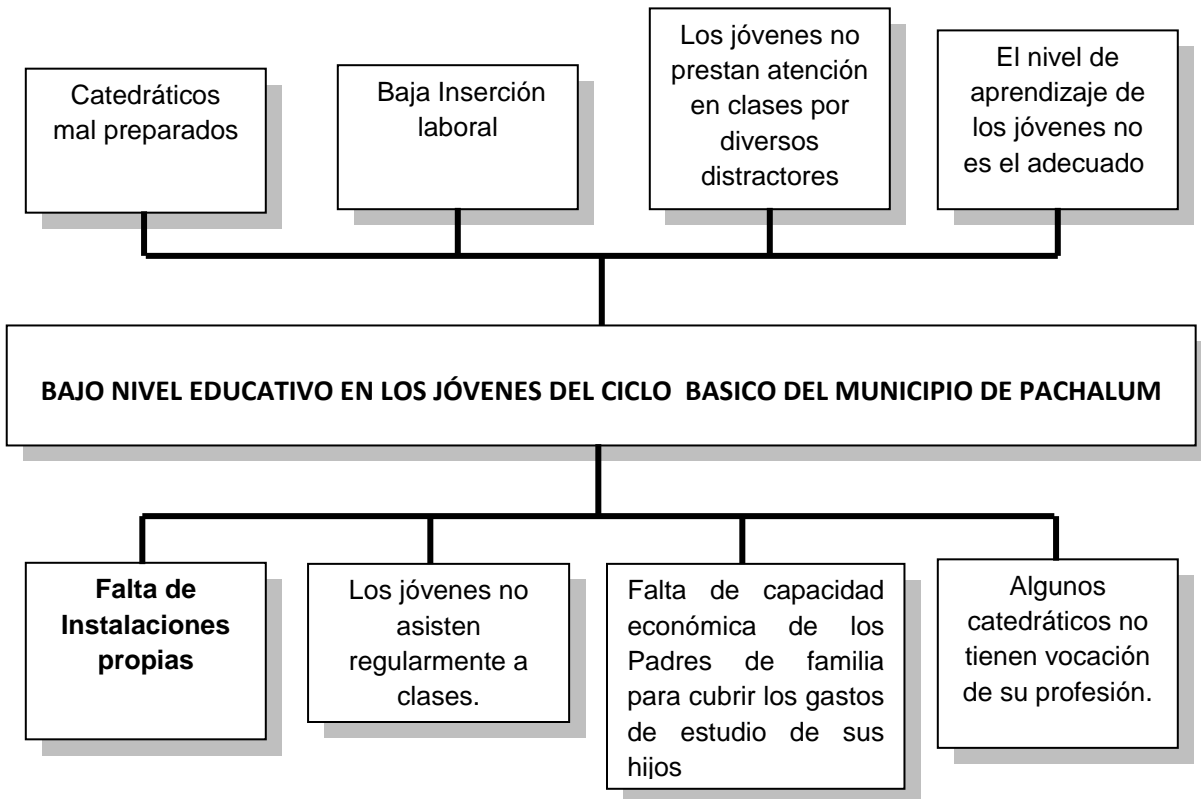 Catedráticos
mal preparados
Baja Inserción
laboral
Los jóvenes no
prestan atención
en clases por
diversos
distractores
El nivel de
aprendizaje de
los jóvenes no
es el adecuado
BAJO NIVEL EDUCATIVO EN LOS JÓVENES DEL CICLO BASICO DEL MUNICIPIO DE PACHALUM
Falta de
Instalaciones
propias
Los jóvenes no
asisten
regularmente a
clases.
Falta de capacidad
económica de los
Padres de familia
para cubrir los gastos
de estudio de sus
hijos
Algunos
catedráticos no
tienen vocación
de su profesión.